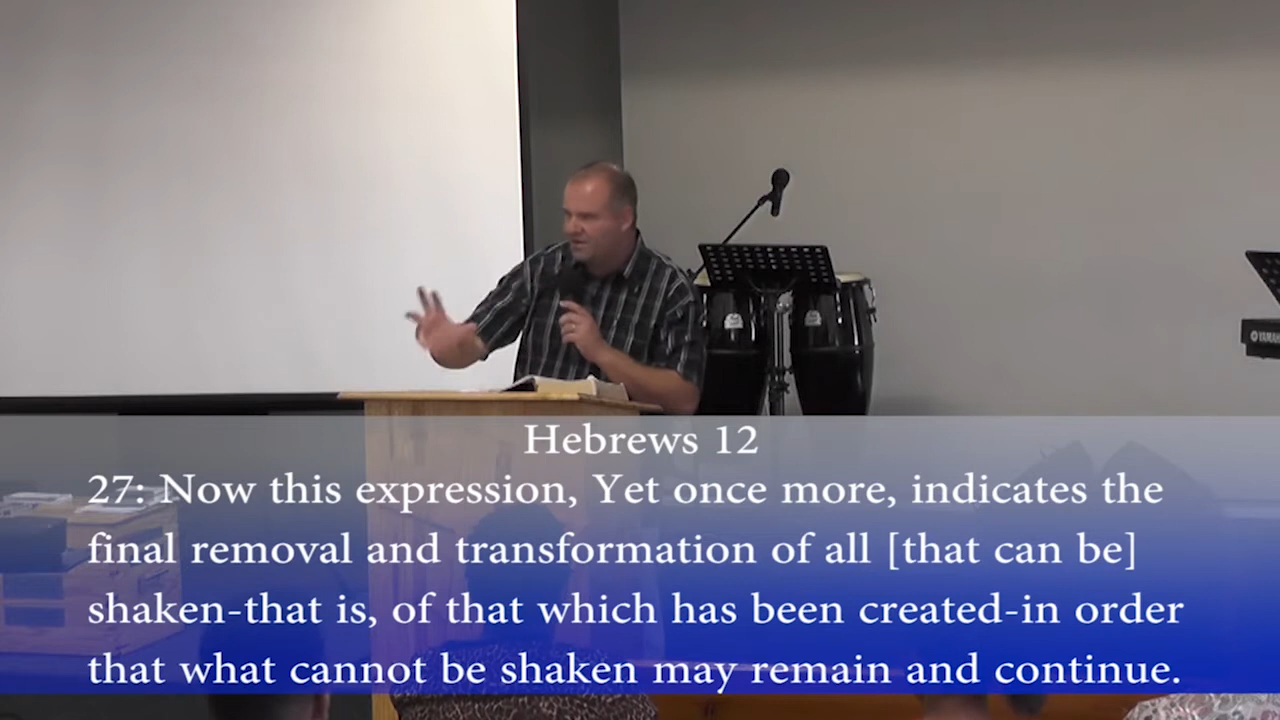 YAMAHA
Hebrews 12
27: Now this expression, Yet once more, indicates the
final removal and transformation of all [that can be]
shaken-that is, of that which has been created-in order
that what cannot be shaken may remain and continue.